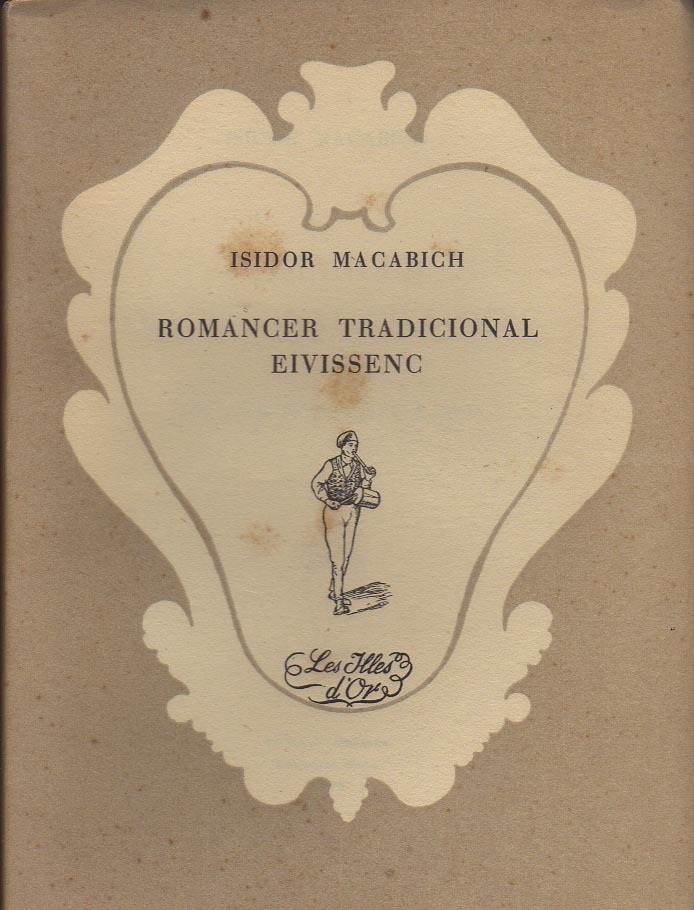 ISIDOR MACABICH
ROMANCER TRADICIONAL
EIVISSENC
Les Illes
d'Or